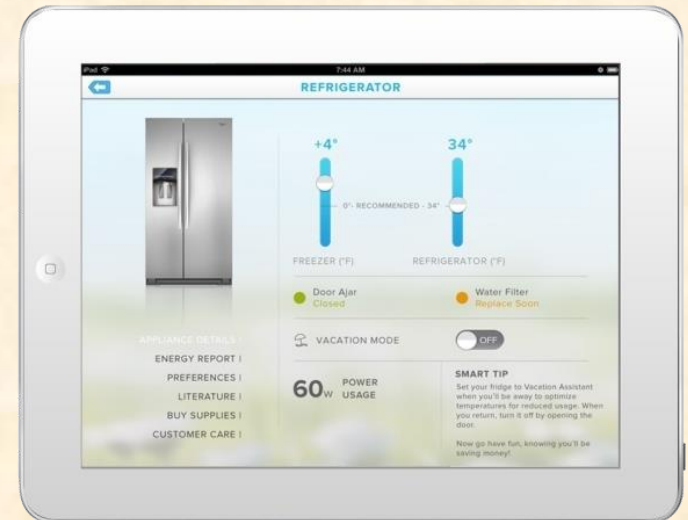 iPad
7:44 AM
REFRIGERATOR
+4°
34°
0°- RECOMMENDED - 34°
FREEZER (°F)
REFRIGERATOR (°F)
Door Ajar
Closed
Water Filter
Replace Soon
VACATION MODE
OFF
APPLIANCE DETAILS |
ENERGY REPORT |
PREFERENCES |
LITERATURE |
BUY SUPPLIES |
CUSTOMER CARE |
60w POWER
USAGE
SMART TIP
Set your fridge to Vacation Assistant
when you'll be away to optimize
temperatures for reduced usage. When
you return, turn it off by opening the
door.
Now go have fun, knowing you'll be
saving money!